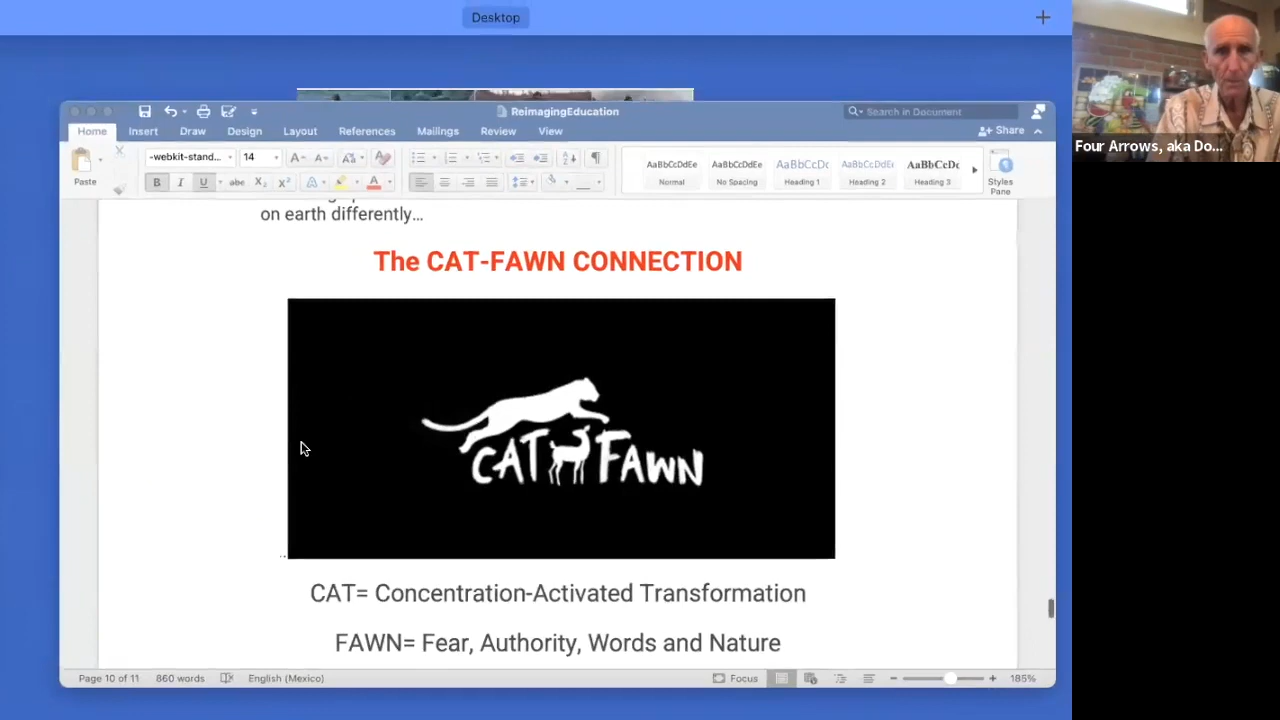 Desktop
ReimagingEducation
Search in Document
Home Insert Draw Design Layout References Mailings Review View
Share
Paste
-webkit-stand... 14
AaBbCcDdEe AaBbCcDdEe AaBbCcDc AaBbCcDdEe AaBbCcDc
Normal No Spacing Heading 1 Heading 2 Heading 3
Styles
Pane
on earth differently…
The CAT-FAWN CONNECTION
CAT FAWN
CAT= Concentration-Activated Transformation
FAWN= Fear, Authority, Words and Nature
Page 10 of 11 860 words English (Mexico) Focus 185%
Four Arrows, aka Do...